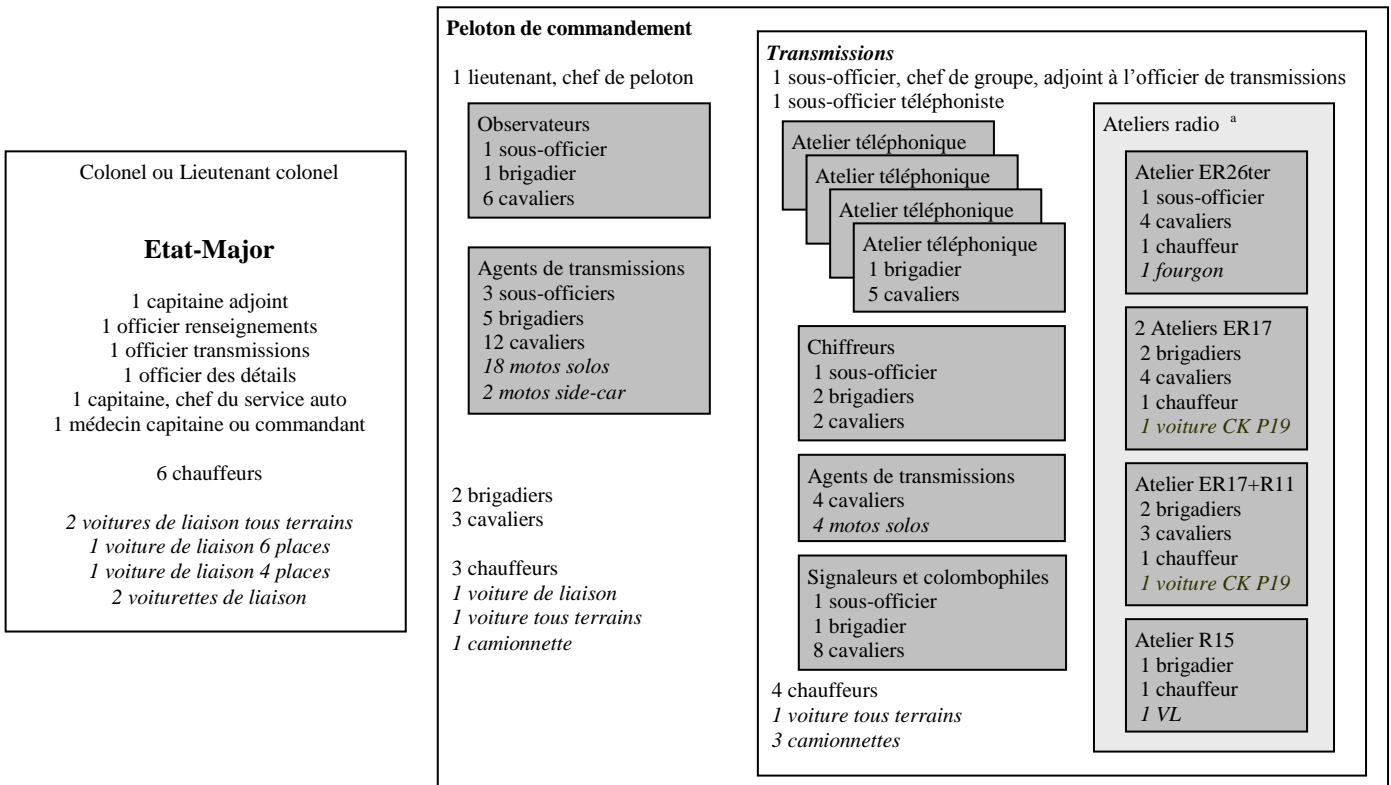 Colonel ou Lieutenant colonel
Etat-Major
1 capitaine adjoint
1 officier renseignements
1 officier transmissions
1 officier des détails
1 capitaine, chef du service auto
1 médecin capitaine ou commandant
6 chauffeurs
2 voitures de liaison tous terrains
1 voiture de liaison 6 places
1 voiture de liaison 4 places
2 voiturettes de liaison
Peloton de commandement
1 lieutenant, chef de peloton
Observateurs
1 sous-officier
1 brigadier
6 cavaliers
Agents de transmissions
3 sous-officiers
5 brigadiers
12 cavaliers
18 motos solos
2 motos side-car
2 brigadiers
3 cavaliers
3 chauffeurs
1 voiture de liaison
1 voiture tous terrains
1 camionnette
Transmissions
1 sous-officier, chef de groupe, adjoint à l’officier de transmissions
1 sous-officier téléphoniste
Atelier téléphonique
Atelier téléphonique
Atelier téléphonique
Atelier téléphonique
1 brigadier
5 cavaliers
Chiffreurs
1 sous-officier
2 brigadiers
2 cavaliers
Agents de transmissions
4 cavaliers
4 motos solos
Signaleurs et colombophiles
1 sous-officier
1 brigadier
8 cavaliers
4 chauffeurs
1 voiture tous terrains
3 camionnettes
Ateliers radio a
Atelier ER26ter
1 sous-officier
4 cavaliers
1 chauffeur
1 fourgon
2 Ateliers ER17
2 brigadiers
4 cavaliers
1 chauffeur
1 voiture CK P19
Atelier ER17+R11
2 brigadiers
3 cavaliers
1 chauffeur
1 voiture CK P19
Atelier R15
1 brigadier
1 chauffeur
1 VL